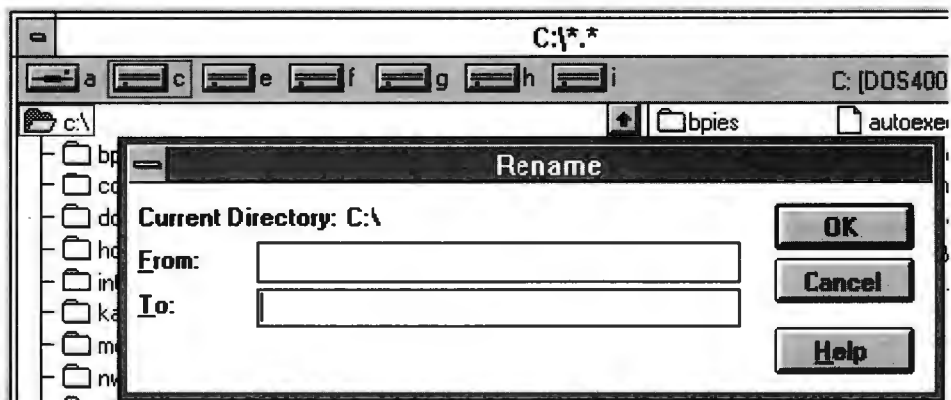 C:\*.*
a c e f g h i C: [DOS400
c:\ bpies autoexe
Rename
Current Directory: C:\
From:
To:
OK
Cancel
Help